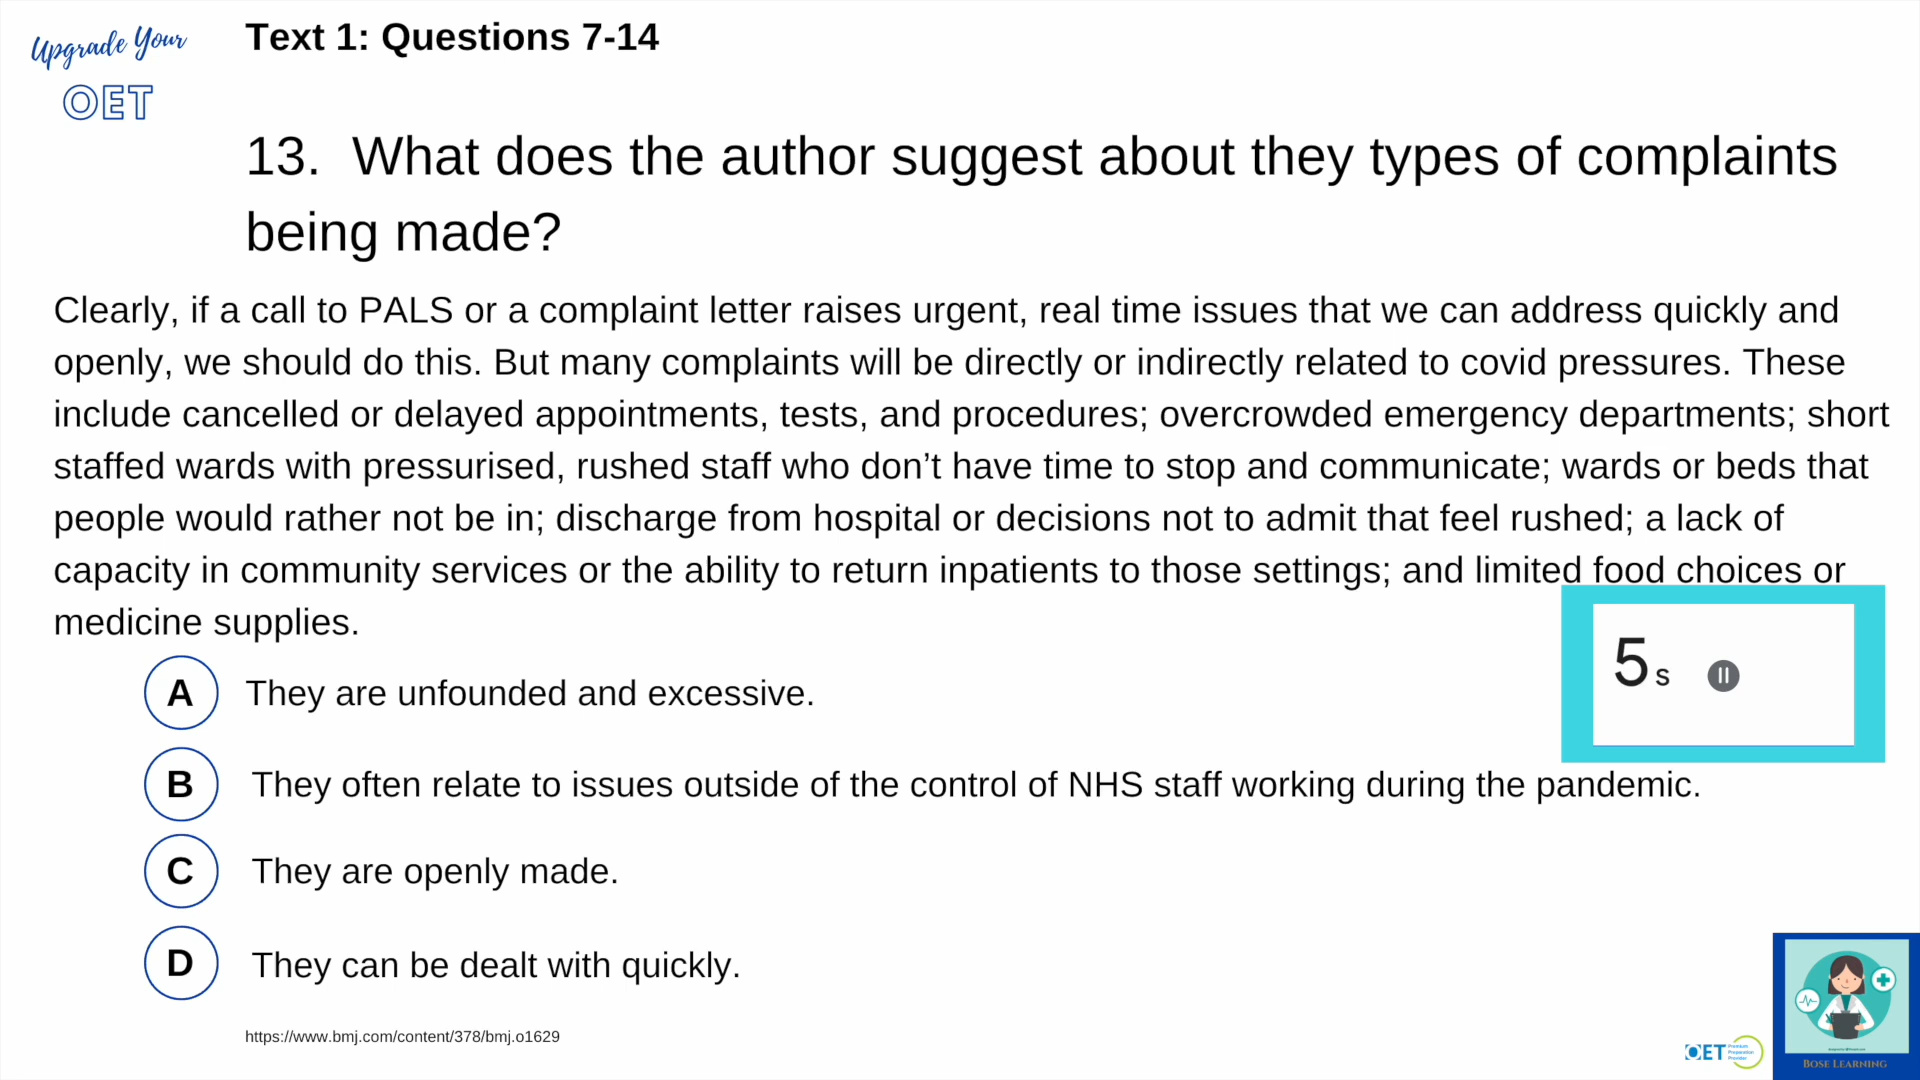 Upgrade Your
OET
Text 1: Questions 7-14
13. What does the author suggest about they types of complaints
being made?
Clearly, if a call to PALS or a complaint letter raises urgent, real time issues that we can address quickly and
openly, we should do this. But many complaints will be directly or indirectly related to covid pressures. These
include cancelled or delayed appointments, tests, and procedures; overcrowded emergency departments; short
staffed wards with pressurised, rushed staff who don’t have time to stop and communicate; wards or beds that
people would rather not be in; discharge from hospital or decisions not to admit that feel rushed; a lack of
capacity in community services or the ability to return inpatients to those settings; and limited food choices or
medicine supplies.
5 s
A They are unfounded and excessive.
B They often relate to issues outside of the control of NHS staff working during the pandemic.
C They are openly made.
D They can be dealt with quickly.
https://www.bmj.com/content/378/bmj.o1629
OET Premium
Preparation
Provider
BOSE LEARNING